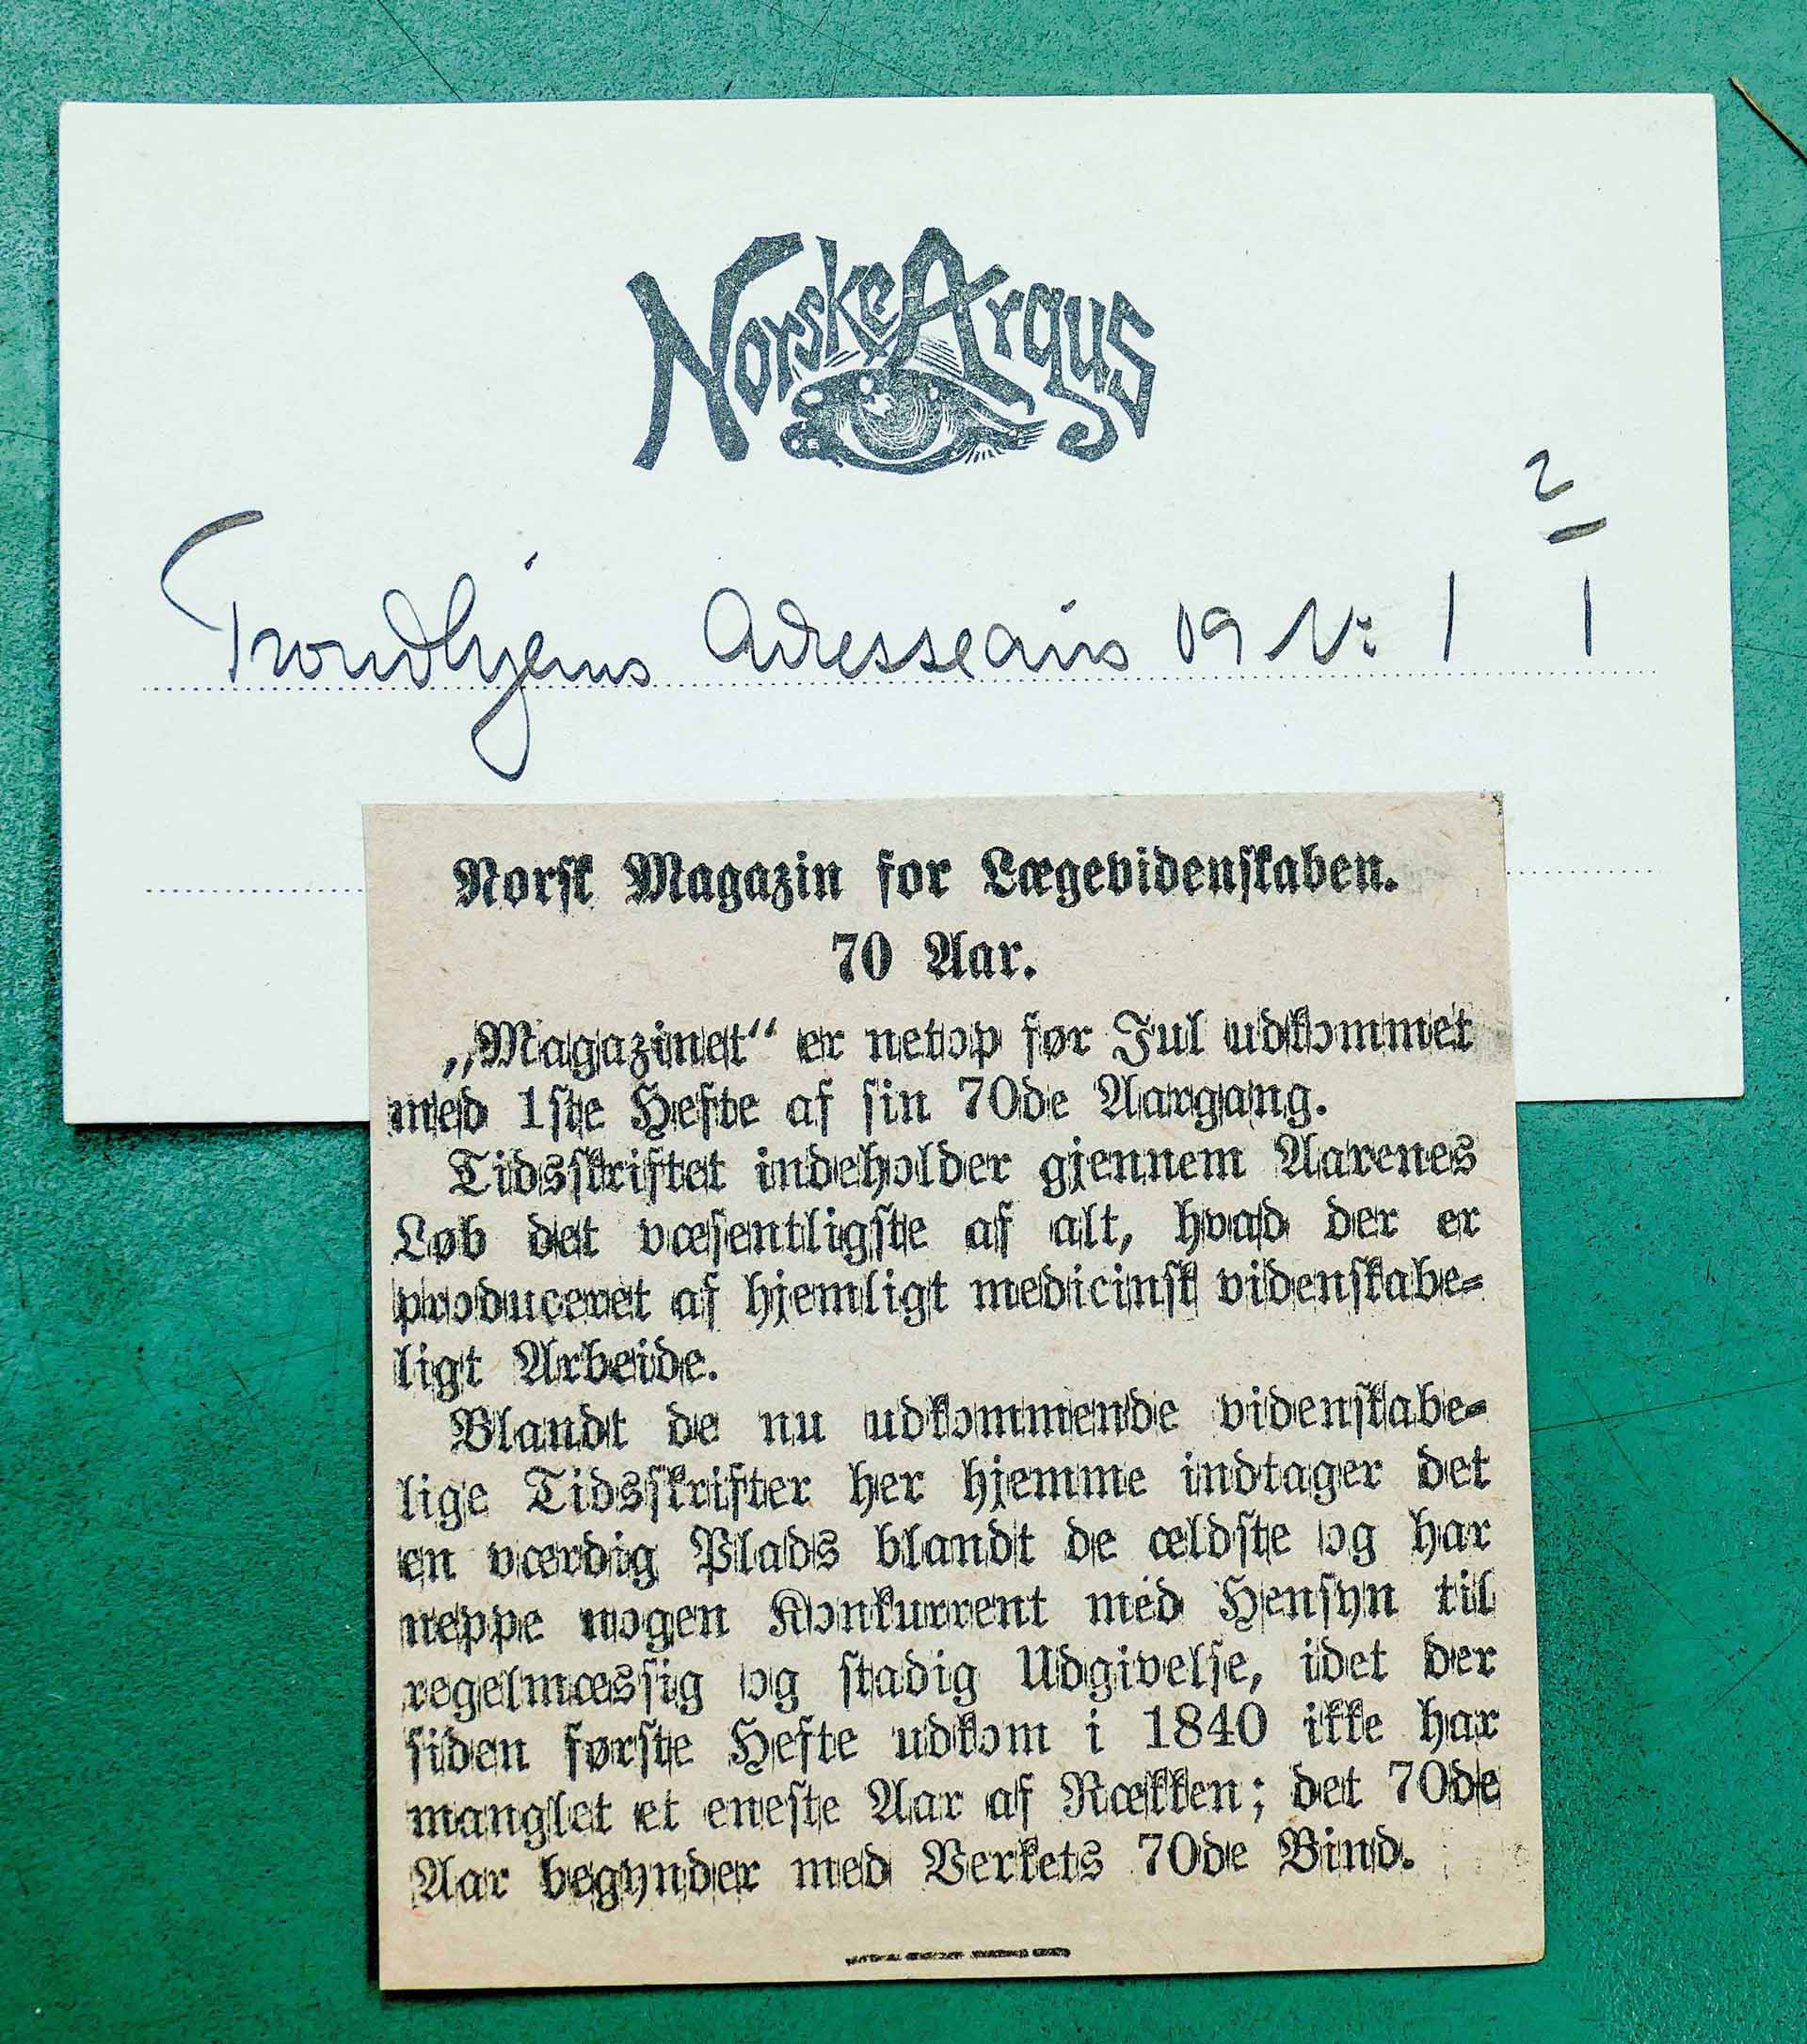 Norske Argus
Trondhjems Adresseavis 09 N: 1 2/1
Norsk Magazin for Lægevidenskaben.
70 Aar.
„Magazinet“ er netop før Jul udkommet
med 1ste Hefte af sin 70de Aargang.
Tidsskriftet indeholder gjennem Aarenes
Løb det væsentligste af alt, hvad der er
produceret af hjemligt medicinsk videnskabe-
ligt Arbeide.
Blandt de nu udkommende videnskabe-
lige Tidsskrifter her hjemme indtager det
en værdig Plads blandt de ældste og har
neppe nogen Konkurrent med Hensyn til
regelmæssig og stadig Udgivelse, idet der
siden første Hefte udkom i 1840 ikke har
manglet et eneste Aar af Rækken; det 70de
Aar begynder med Verkets 70de Bind.